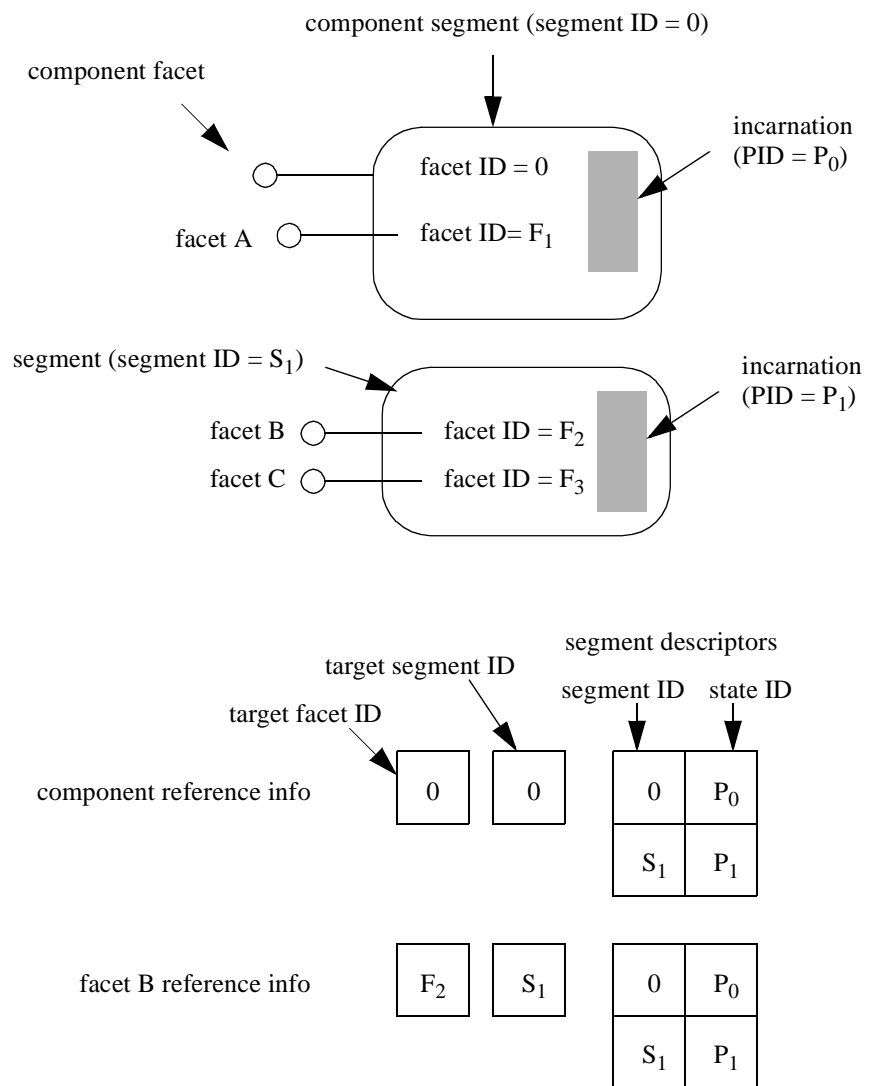 component segment (segment ID = 0)
component facet
incarnation
(PID = P₀)
facet ID = 0
facet A
facet ID= F₁
segment (segment ID = S₁)
incarnation
(PID = P₁)
facet B
facet ID = F₂
facet C
facet ID = F₃
segment descriptors
target segment ID
segment ID state ID
target facet ID
component reference info 0 0 0 P₀
S₁ P₁
facet B reference info F₂ S₁ 0 P₀
S₁ P₁